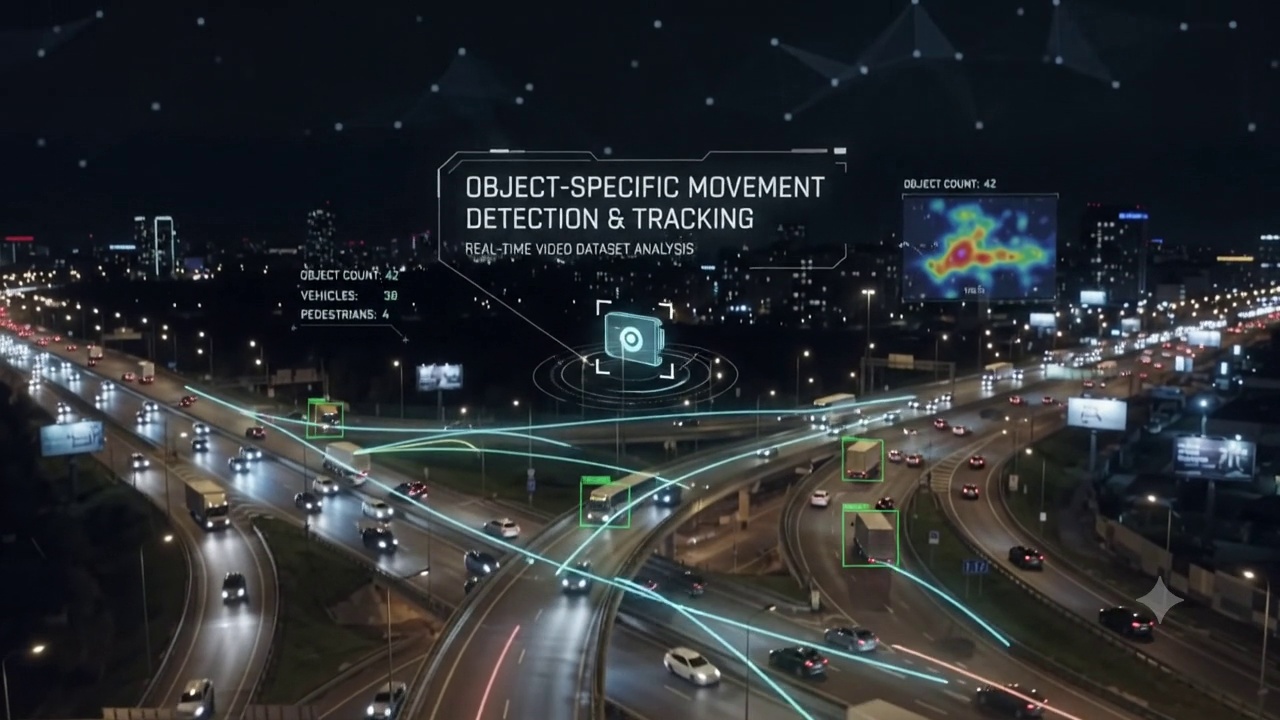 OBJECT-SPECIFIC MOVEMENT
DETECTION & TRACKING
REAL-TIME VIDEO DATASET ANALYSIS
OBJECT COUNT: 42
OBJECT COUNT: 42
VEHICLES: 38
PEDESTRIANS: 4